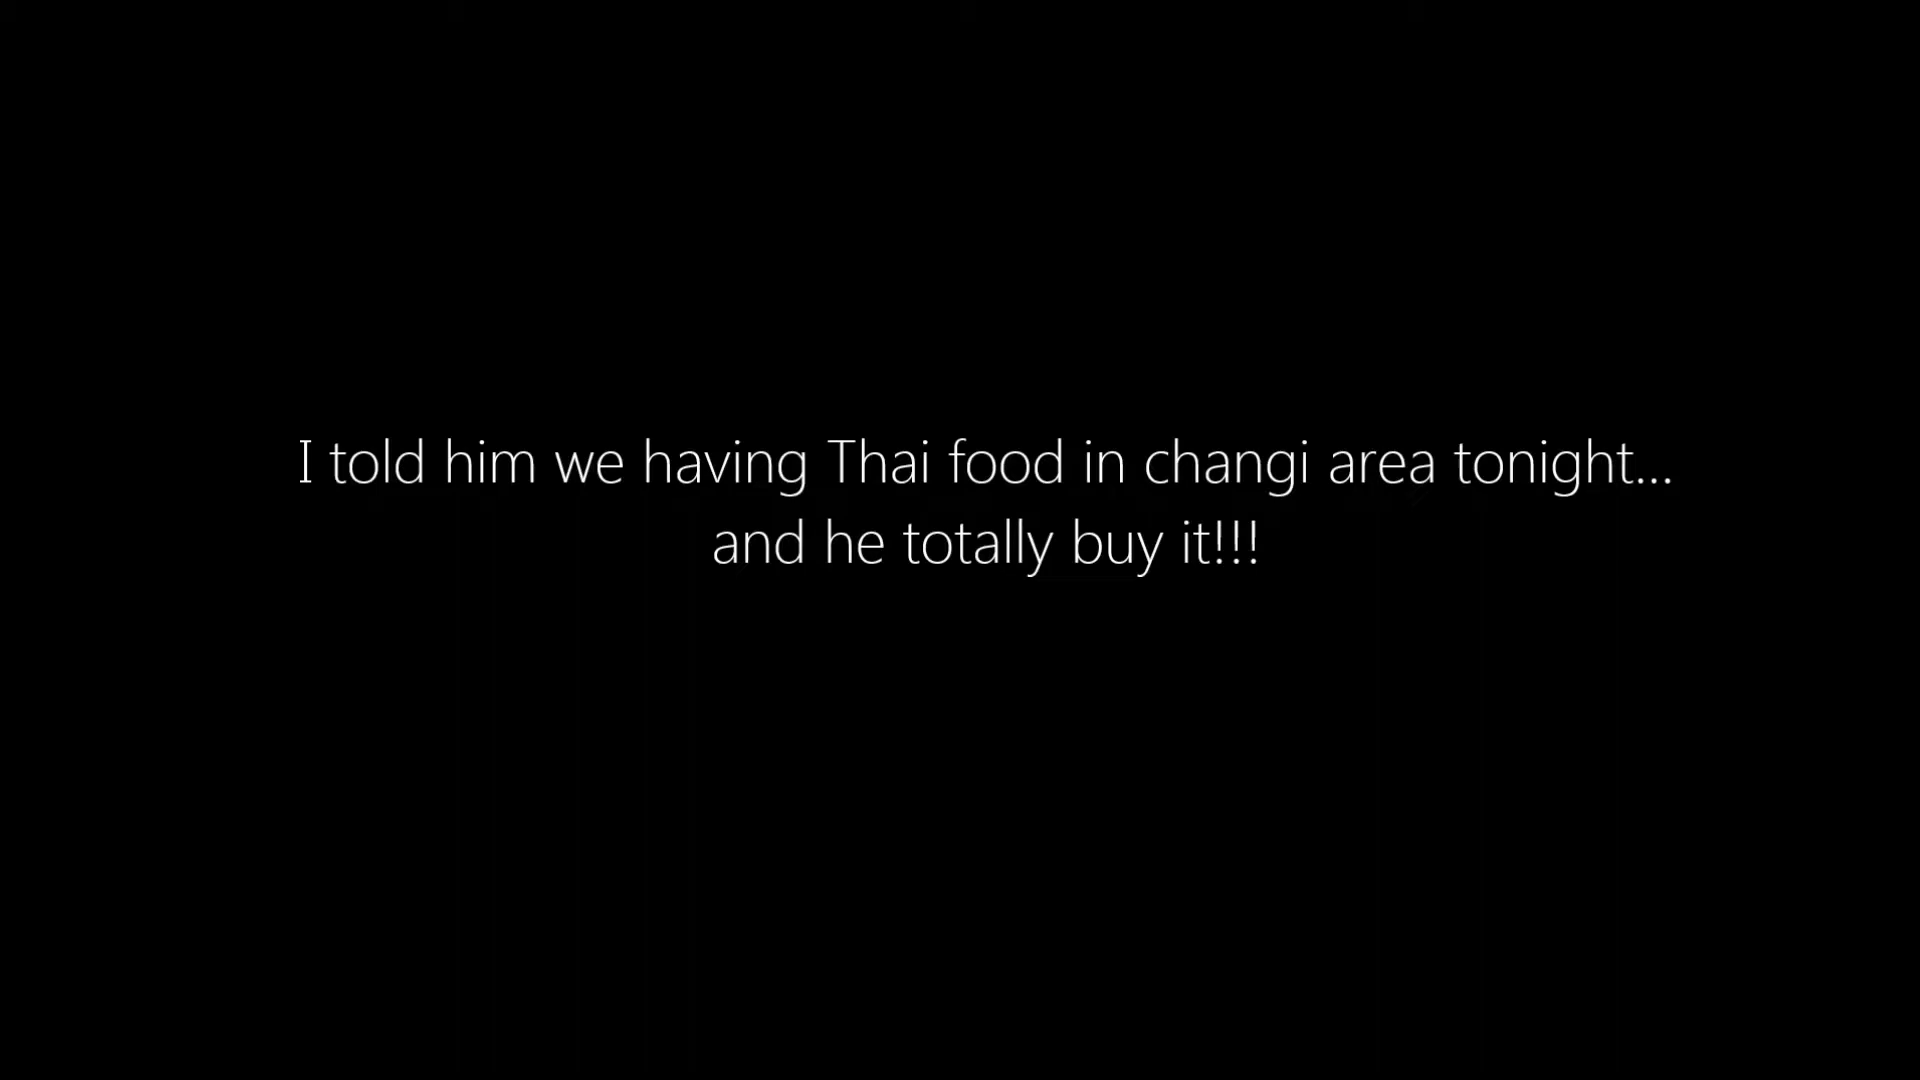 I told him we having Thai food in changi area tonight...
and he totally buy it!!!